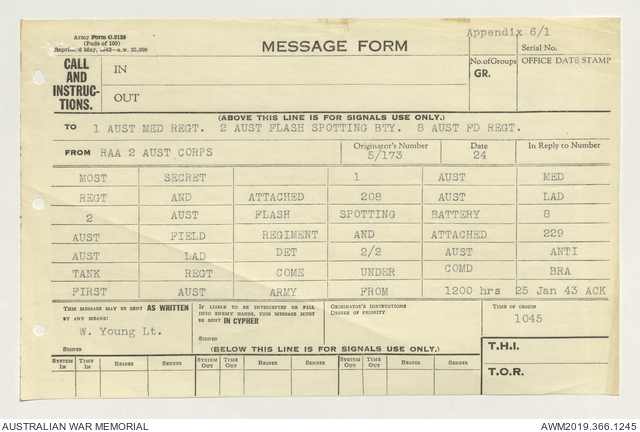 Appendix 6/1
Army Form C.2128
(Pads of 100)
MESSAGE FORM
Serial No.
CALL AND INSTRUC-TIONS.
IN
OUT
No. of Groups
GR.
OFFICE DATE STAMP
(ABOVE THIS LINE IS FOR SIGNALS USE ONLY.)
TO 1 AUST MED REGT. 2 AUST FLASH SPOTTING BTY. 8 AUST FD REGT.
FROM RAA 2 AUST CORPS
Originator's Number
5/173
Date
24
In Reply to Number
MOST SECRET 1 AUST MED
REGT AND ATTACHED 208 AUST LAD
2 AUST FLASH SPOTTING BATTERY 8
AUST FIELD REGIMENT AND ATTACHED 229
AUST LAD DET 2/2 AUST ANTI
TANK REGT COME UNDER COMD BRA
FIRST AUST ARMY FROM 1200 hrs 25 Jan 43 ACK
THIS MESSAGE MAY BE SENT AS WRITTEN
BY ANY MEANS:
W. Young Lt.
SIGNED
IF LIABLE TO BE INTERCEPTED OR FALL
INTO ENEMY HANDS, THIS MESSAGE MUST
BE SENT IN CYPHER
SIGNED
ORIGINATOR'S INSTRUCTIONS
DEGREE OF PRIORITY
TIME OF ORIGIN
1045
(BELOW THIS LINE IS FOR SIGNALS USE ONLY.)
T.H.I.
T.O.R.
SYSTEM IN TIME IN READER SENDER SYSTEM OUT TIME OUT READER SENDER SYSTEM OUT TIME OUT READER SENDER
AUSTRALIAN WAR MEMORIAL
AWM2019.366.1245